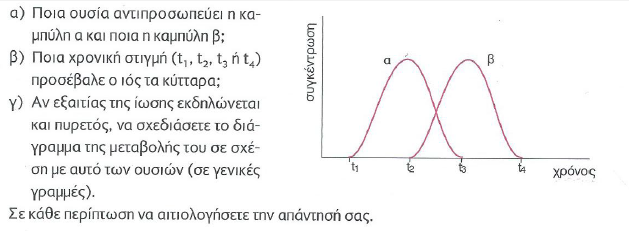 α) Ποια ουσία αντιπροσωπεύει η κα-
μπύλη α και ποια η καμπύλη β;
β) Ποια χρονική στιγμή (t₁, t₂, t₃ ή t₄)
προσέβαλε ο ιός τα κύτταρα;
γ) Αν εξαιτίας της ίωσης εκδηλώνεται
και πυρετός, να σχεδιάσετε το διά-
γραμμα της μεταβολής του σε σχέ-
ση με αυτό των ουσιών (σε γενικές
γραμμές).
Σε κάθε περίπτωση να αιτιολογήσετε την απάντησή σας.
συγκέντρωση
α
β
t₁
t₂
t₃
t₄
χρόνος